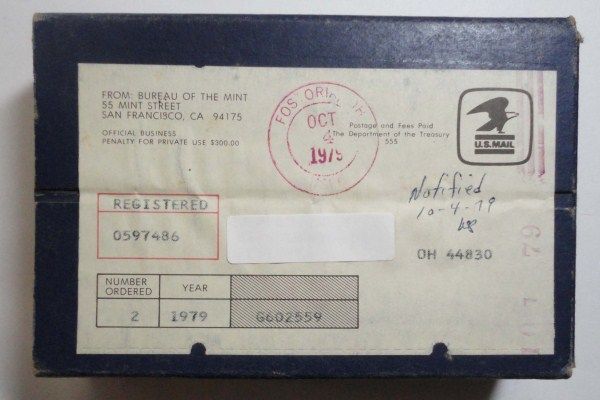 FROM: BUREAU OF THE MINT
55 MINT STREET
SAN FRANCISCO, CA 94175
OFFICIAL BUSINESS
PENALTY FOR PRIVATE USE $300.00
OCT
4
1979
Postage and Fees Paid
The Department of the Treasury
555
U.S.MAIL
REGISTERED
0597486
Notified
10-4-79
OH 44830
NUMBER
ORDERED
YEAR
2
1979
G602559
79